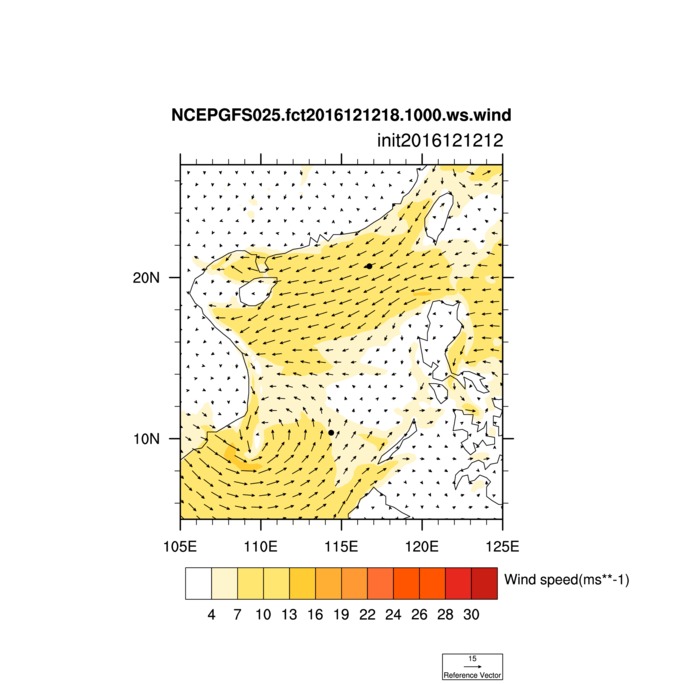 NCEPGFS025.fct2016121218.1000.ws.wind
init2016121212
20N
10N
105E 110E 115E 120E 125E
4 7 10 13 16 19 22 24 26 28 30
Wind speed(ms**-1)
15
Reference Vector